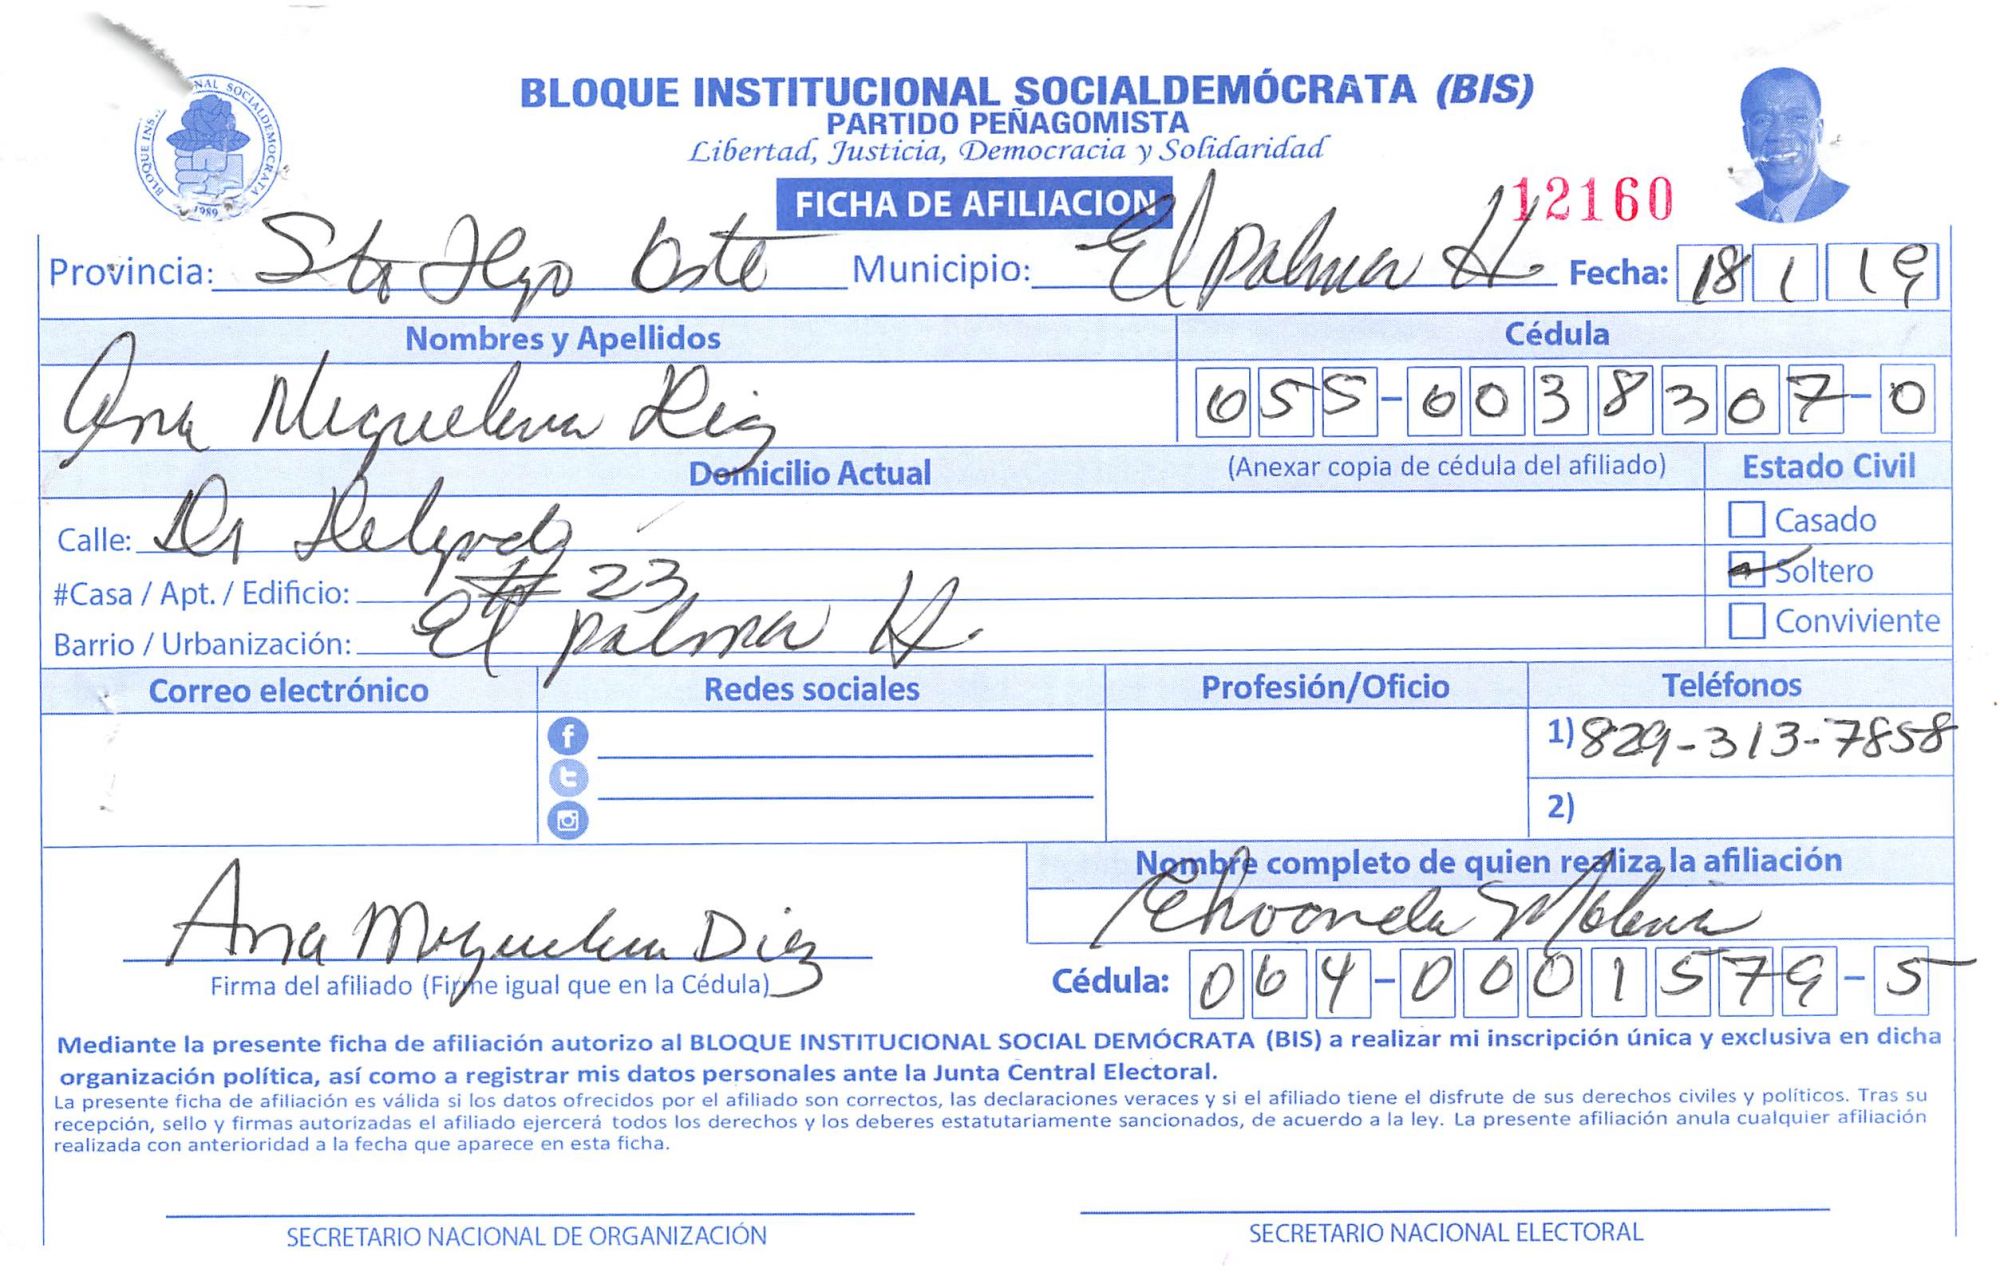 BLOQUE INSTITUCIONAL SOCIALDEMÓCRATA (BIS)
PARTIDO PEÑAGOMISTA
Libertad, Justicia, Democracia y Solidaridad
FICHA DE AFILIACION
12160
BLOQUE INS. NAL SOCIALDEMOCRATA
1989
Provincia: Sto Dgo Oste Municipio: El palmar H. Fecha: 18 1 19
Nombres y Apellidos Cédula
Ana Miguelina 055-0038307-0
Domicilio Actual (Anexar copia de cédula del afiliado) Estado Civil
Calle: Dr Delgado
Casado
#Casa / Apt. / Edificio: # 23
Soltero
Barrio / Urbanización: El palmar H.
Conviviente
Correo electrónico Redes sociales Profesión/Oficio Teléfonos
1) 829-313-7858
2)
Nombre completo de quien realiza la afiliación
Ana Miguelina Diaz
Firma del afiliado (Firme igual que en la Cédula)
Cédula: 064-0001579-5
Mediante la presente ficha de afiliación autorizo al BLOQUE INSTITUCIONAL SOCIAL DEMÓCRATA (BIS) a realizar mi inscripción única y exclusiva en dicha
organización política, así como a registrar mis datos personales ante la Junta Central Electoral.
La presente ficha de afiliación es válida si los datos ofrecidos por el afiliado son correctos, las declaraciones veraces y si el afiliado tiene el disfrute de sus derechos civiles y políticos. Tras su
recepción, sello y firmas autorizadas el afiliado ejercerá todos los derechos y los deberes estatutariamente sancionados, de acuerdo a la ley. La presente afiliación anula cualquier afiliación
realizada con anterioridad a la fecha que aparece en esta ficha.
SECRETARIO NACIONAL DE ORGANIZACIÓN SECRETARIO NACIONAL ELECTORAL